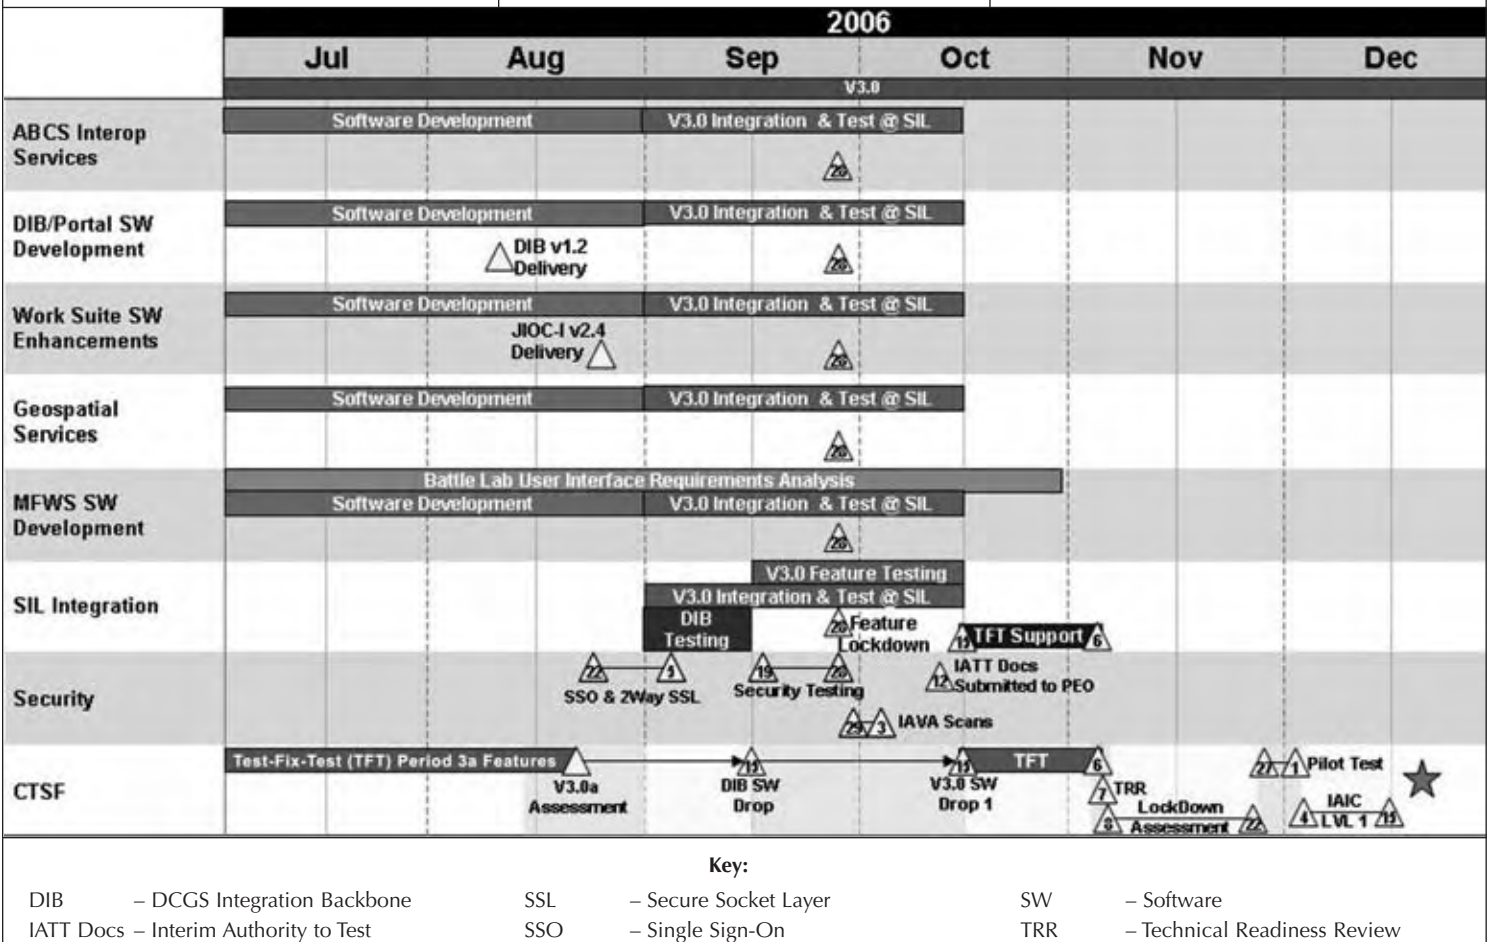 2006
Jul Aug Sep Oct Nov Dec
V3.0
ABCS Interop
Services
Software Development
V3.0 Integration & Test @ SIL
20
DIB/Portal SW
Development
Software Development
V3.0 Integration & Test @ SIL
DIB v1.2
Delivery
20
Work Suite SW
Enhancements
Software Development
V3.0 Integration & Test @ SIL
JIOC-I v2.4
Delivery
20
Geospatial
Services
Software Development
V3.0 Integration & Test @ SIL
20
MFWS SW
Development
Battle Lab User Interface Requirements Analysis
Software Development
V3.0 Integration & Test @ SIL
20
SIL Integration
V3.0 Feature Testing
V3.0 Integration & Test @ SIL
DIB
Testing
20 Feature
Lockdown
TFT Support
6
Security
22
SSO & 2Way SSL
19 20
Security Testing
12 IATT Docs
Submitted to PEO
29 3 IAVA Scans
CTSF
Test-Fix-Test (TFT) Period 3a Features
V3.0a
Assessment
DIB SW
Drop
V3.0 SW
Drop 1
TFT
6
7 TRR
8 LockDown
Assessment 22
27 1 Pilot Test
4 IAIC
LVL 1
Key:
DIB – DCGS Integration Backbone
SSL – Secure Socket Layer
SW – Software
IATT Docs – Interim Authority to Test
SSO – Single Sign-On
TRR – Technical Readiness Review